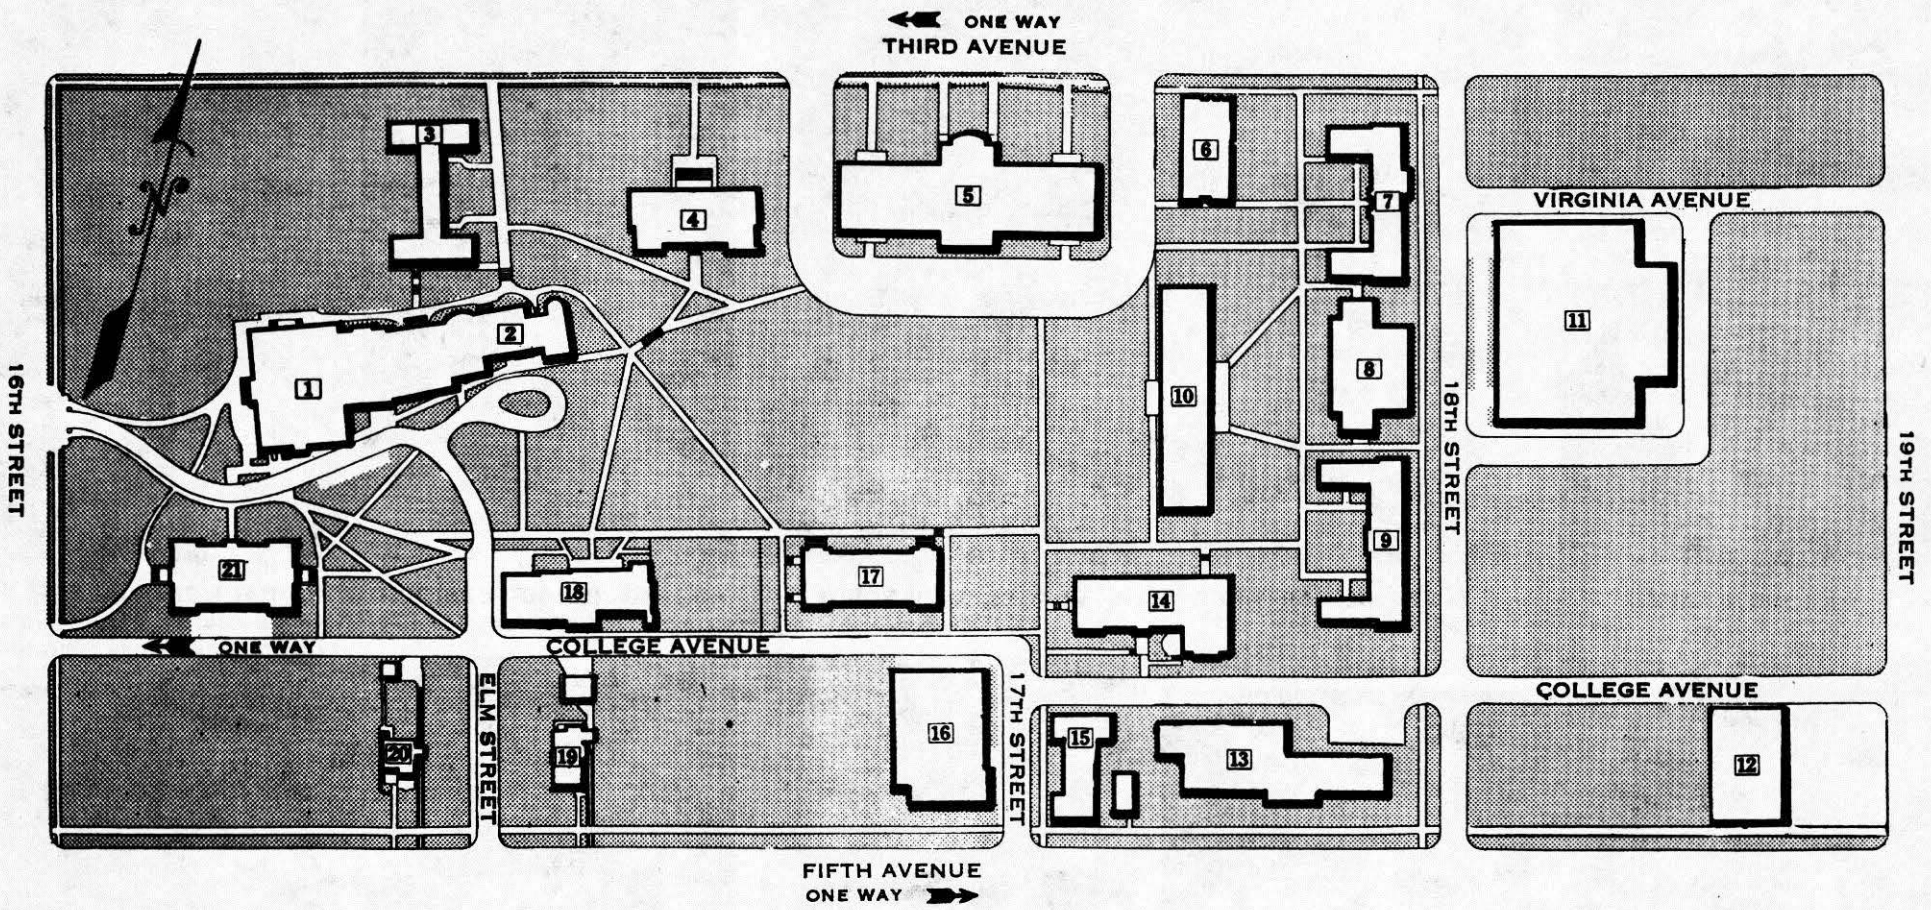 ONE WAY
THIRD AVENUE
N
3
6
4
5
7
VIRGINIA AVENUE
2
11
1
8
10
16TH STREET
18TH STREET
19TH STREET
9
21
18
17
14
ONE WAY
COLLEGE AVENUE
COLLEGE AVENUE
ELM STREET
17TH STREET
20
19
16
15
13
12
FIFTH AVENUE
ONE WAY